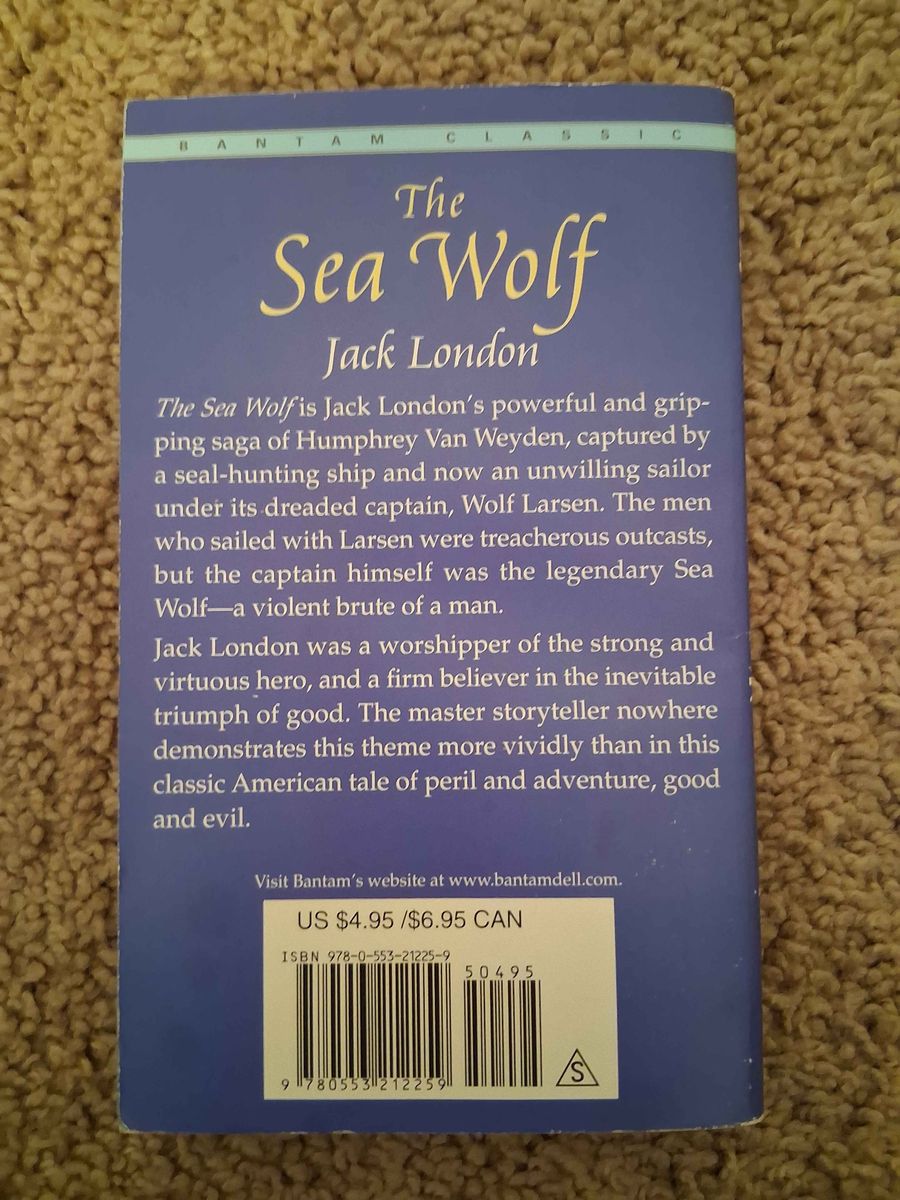 BANTAM CLASSIC
The
Sea Wolf
Jack London
The Sea Wolf is Jack London's powerful and grip-
ping saga of Humphrey Van Weyden, captured by
a seal-hunting ship and now an unwilling sailor
under its dreaded captain, Wolf Larsen. The men
who sailed with Larsen were treacherous outcasts,
but the captain himself was the legendary Sea
Wolf—a violent brute of a man.
Jack London was a worshipper of the strong and
virtuous hero, and a firm believer in the inevitable
triumph of good. The master storyteller nowhere
demonstrates this theme more vividly than in this
classic American tale of peril and adventure, good
and evil.
Visit Bantam's website at www.bantamdell.com.
US $4.95 /$6.95 CAN
ISBN 978-0-553-21225-9
50495
9 780553 212259
S